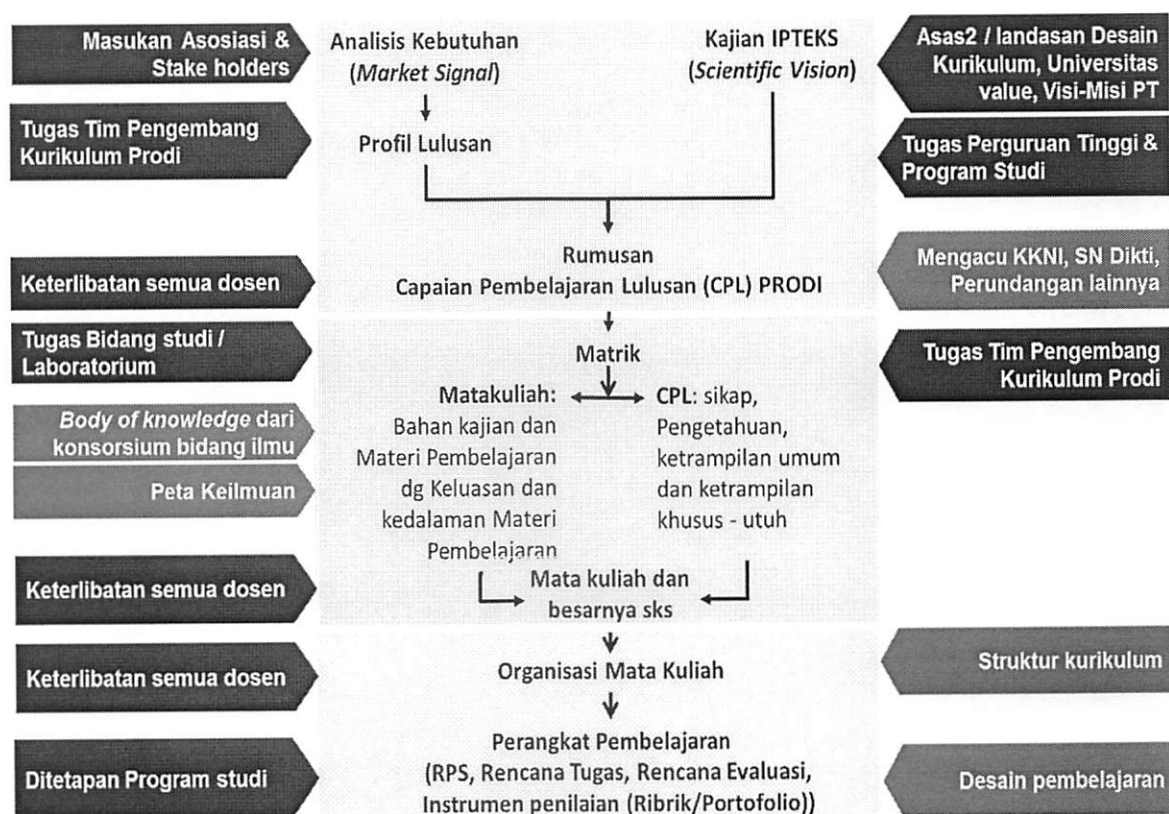 Masukan Asosiasi &
Stake holders
Analisis Kebutuhan
(Market Signal)
Kajian IPTEKS
(Scientific Vision)
Asas2 / landasan Desain
Kurikulum, Universitas
value, Visi-Misi PT
Tugas Tim Pengembang
Kurikulum Prodi
Profil Lulusan
Tugas Perguruan Tinggi &
Program Studi
Keterlibatan semua dosen
Rumusan
Capaian Pembelajaran Lulusan (CPL) PRODI
Mengacu KKNI, SN Dikti,
Perundangan lainnya
Tugas Bidang studi /
Laboratorium
Matrik
Tugas Tim Pengembang
Kurikulum Prodi
Body of knowledge dari
konsorsium bidang ilmu
Peta Keilmuan
Matakuliah:
Bahan kajian dan
Materi Pembelajaran
dg Keluasan dan
kedalaman Materi
Pembelajaran
CPL: sikap,
Pengetahuan,
ketrampilan umum
dan ketrampilan
khusus - utuh
Keterlibatan semua dosen
Mata kuliah dan
besarnya sks
Keterlibatan semua dosen
Organisasi Mata Kuliah
Struktur kurikulum
Ditetapan Program studi
Perangkat Pembelajaran
(RPS, Rencana Tugas, Rencana Evaluasi,
Instrumen penilaian (Ribrik/Portofolio))
Desain pembelajaran